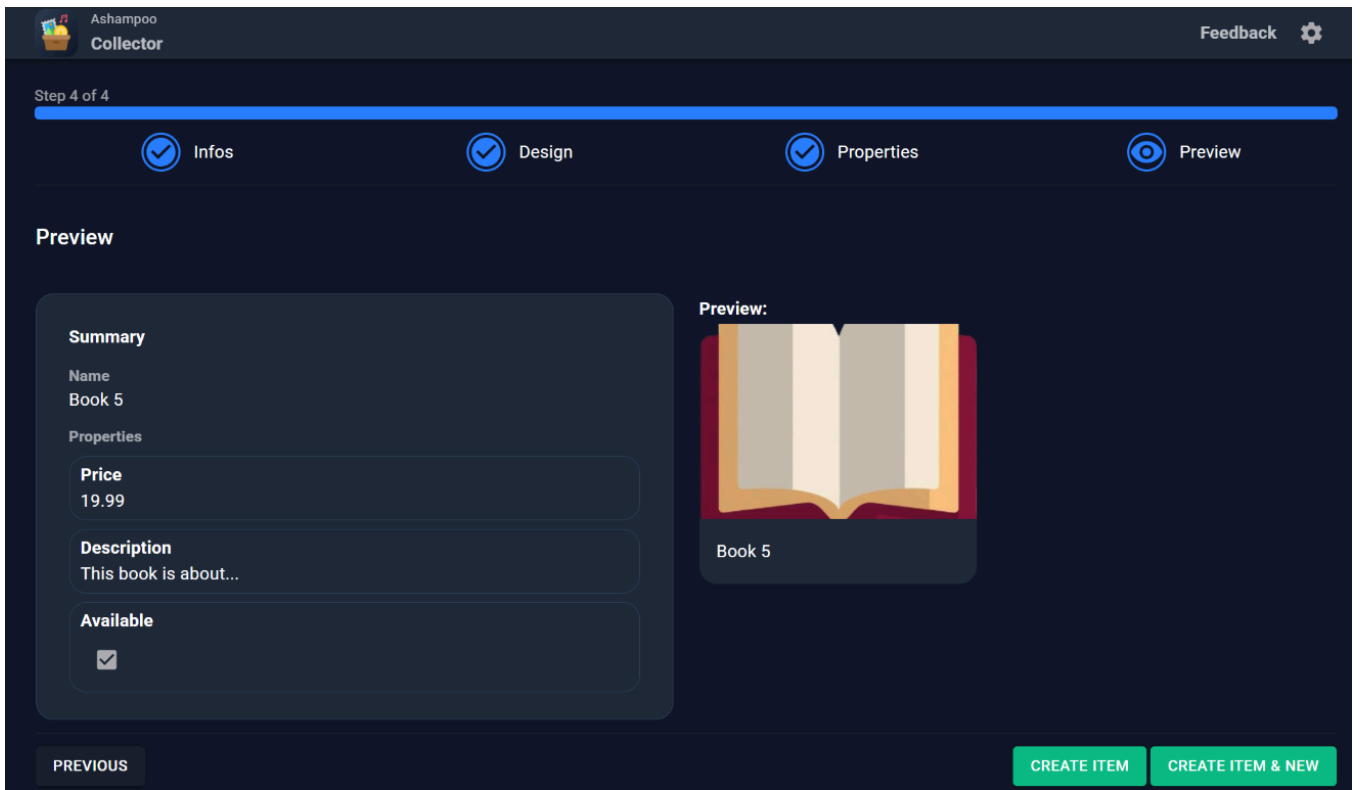 Ashampoo
Collector
Feedback
Step 4 of 4
Infos
Design
Properties
Preview
Preview
Summary
Name
Book 5
Properties
Price
19.99
Description
This book is about...
Available
Preview:
Book 5
PREVIOUS
CREATE ITEM
CREATE ITEM & NEW